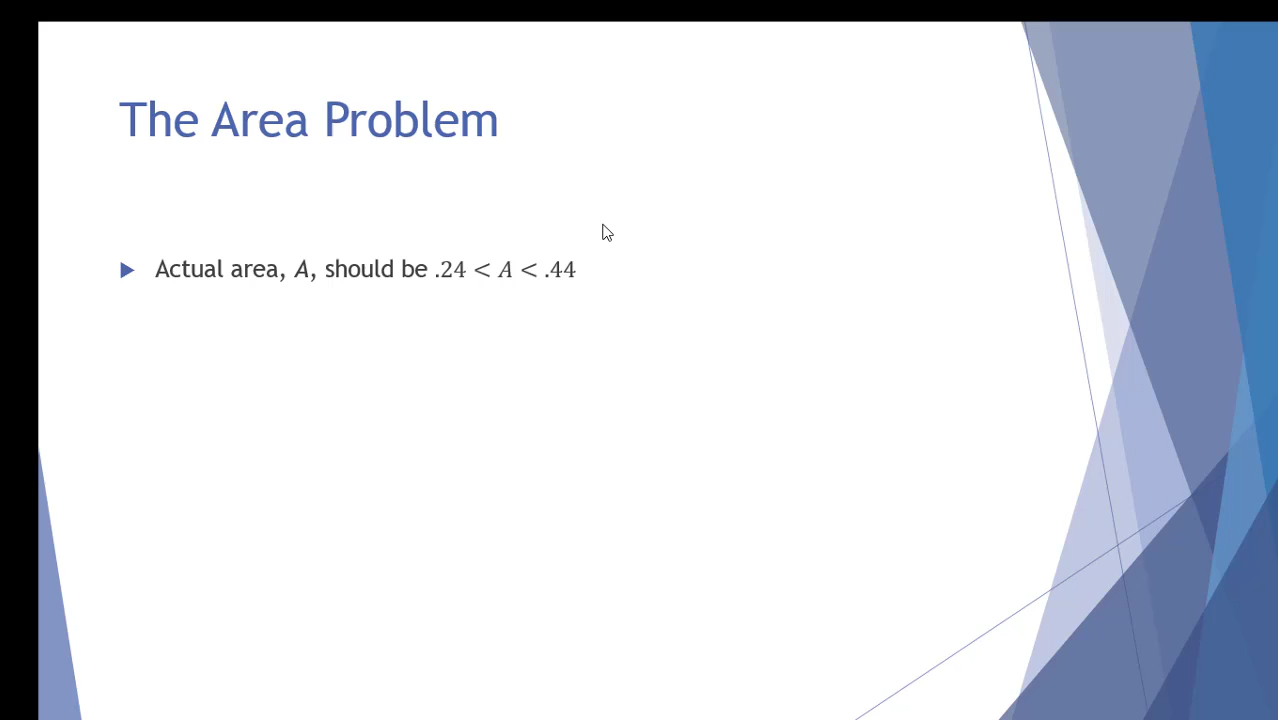 The Area Problem
Actual area, A, should be .24 < A < .44